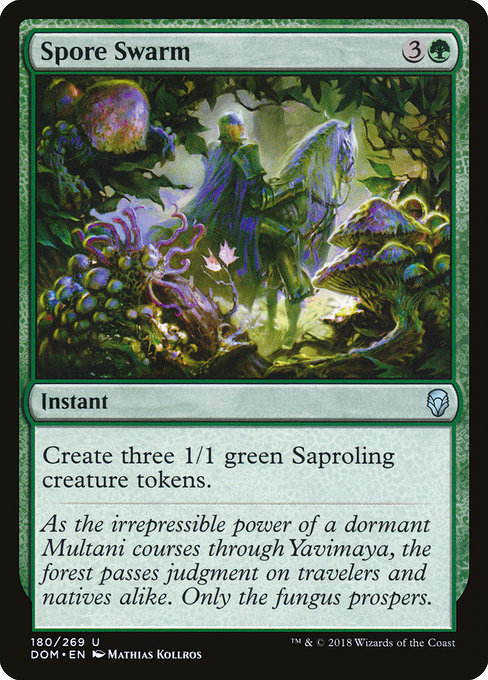 Spore Swarm 3
Instant
Create three 1/1 green Saproling
creature tokens.
As the irrepressible power of a dormant
Multani courses through Yavimaya, the
forest passes judgment on travelers and
natives alike. Only the fungus prospers.
180/269 U
™ & © 2018 Wizards of the Coast
DOM • EN Mathias Kollros